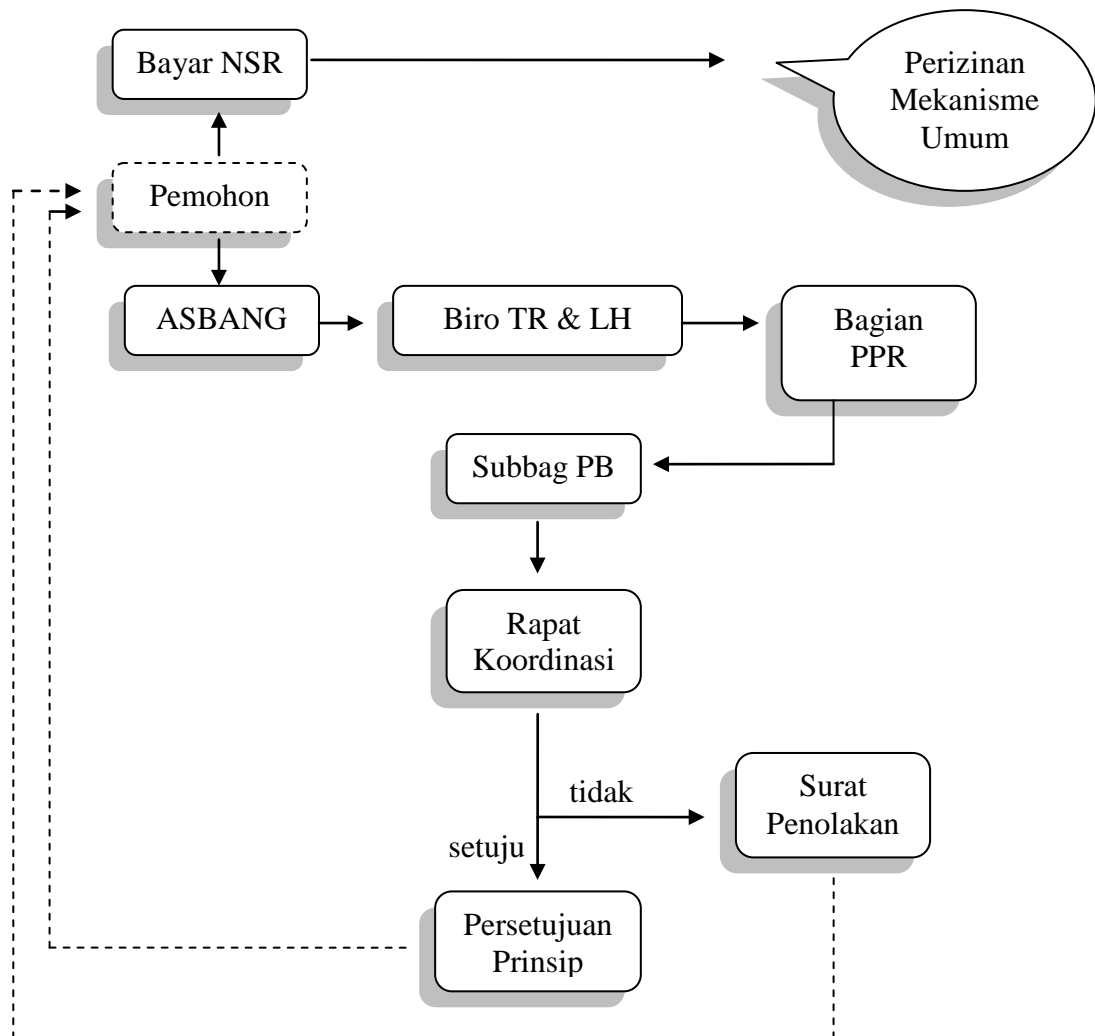 Bayar NSR
Perizinan
Mekanisme
Umum
Pemohon
ASBANG
Biro TR & LH
Bagian
PPR
Subbag PB
Rapat
Koordinasi
tidak
Surat
Penolakan
setuju
Persetujuan
Prinsip